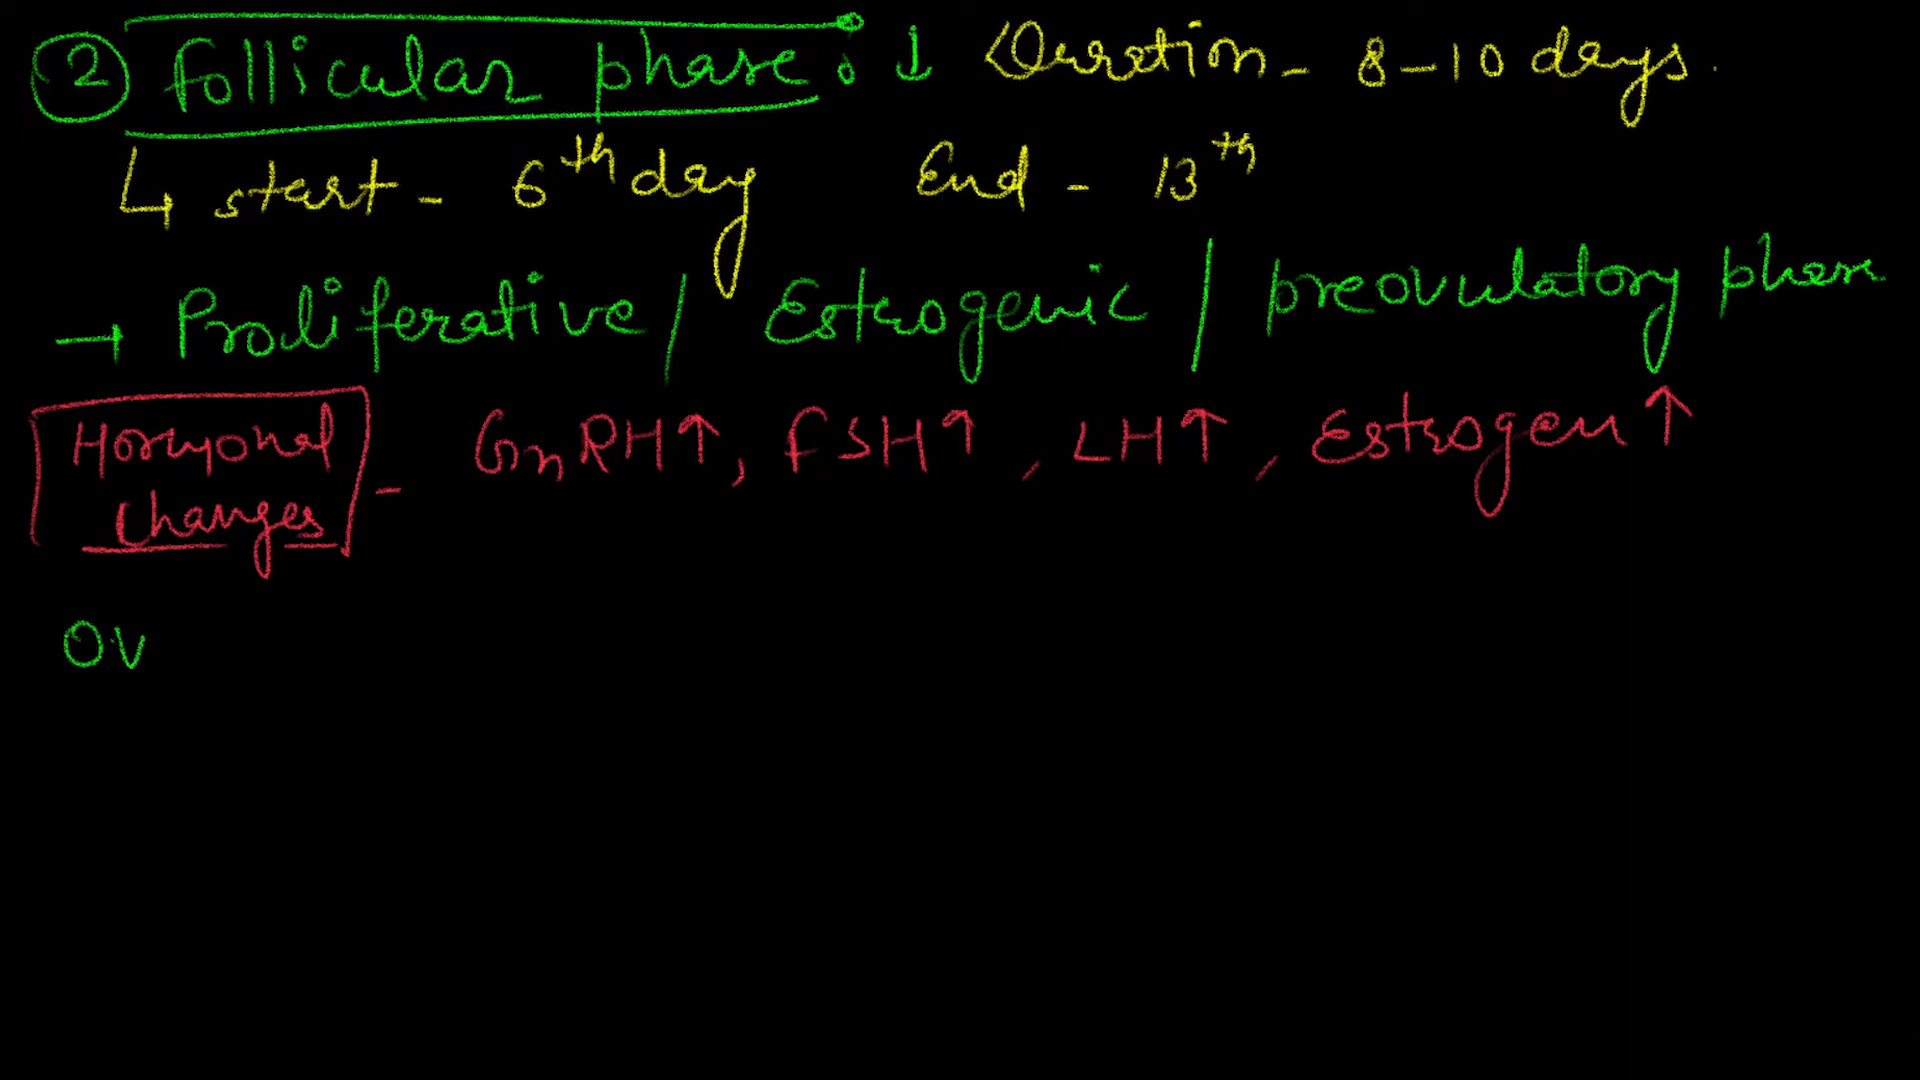 2 follicular phase : ↓ Duration - 8-10 days.
↳ start - 6th day End - 13th
→ Proliferative / Estrogenic / preovulatory phase
Hormonal changes - GnRH↑, FSH↑, LH↑, Estrogen↑
OV